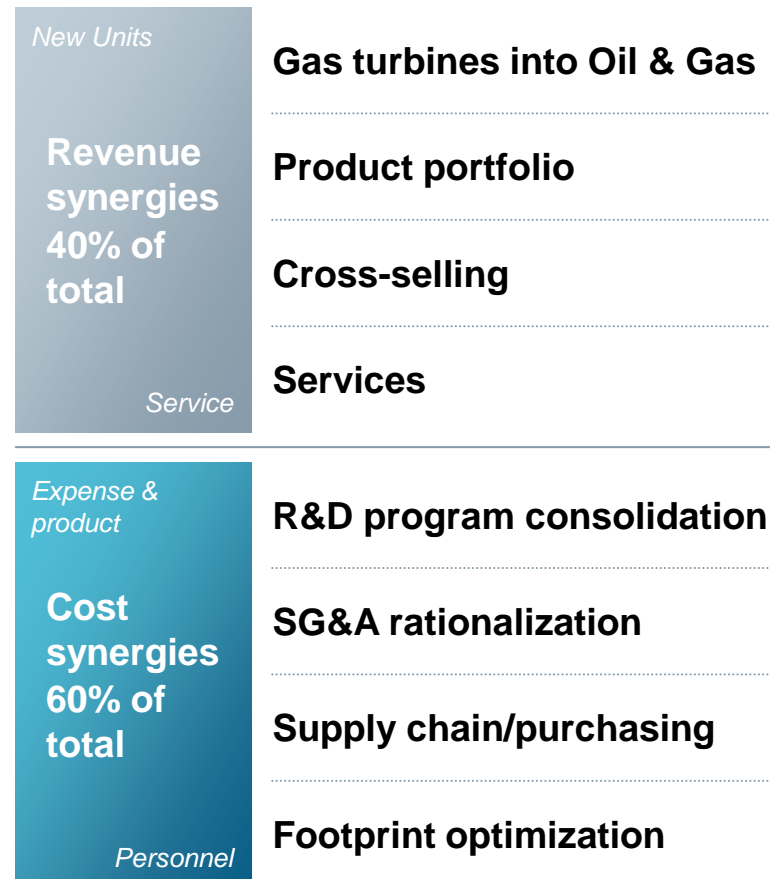 New Units
Revenue
synergies
40% of
total
Service
Gas turbines into Oil & Gas
Product portfolio
Cross-selling
Services
Expense &
product
Cost
synergies
60% of
total
Personnel
R&D program consolidation
SG&A rationalization
Supply chain/purchasing
Footprint optimization